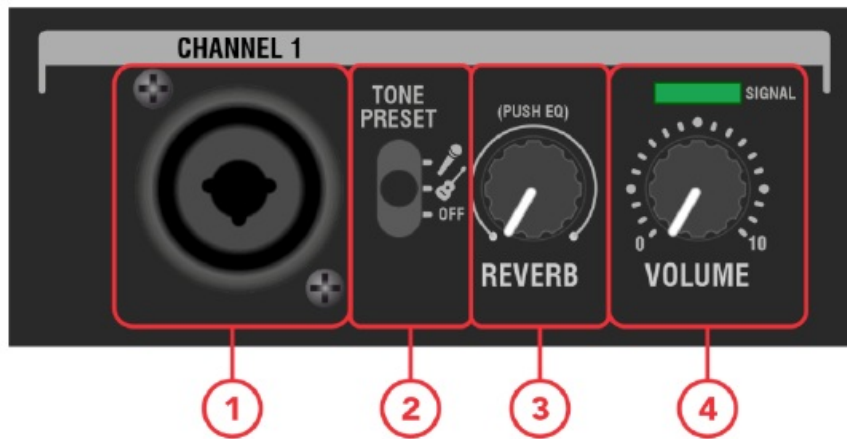 CHANNEL 1
TONE
PRESET
OFF
(PUSH EQ)
REVERB
SIGNAL
0 10
VOLUME
1 2 3 4